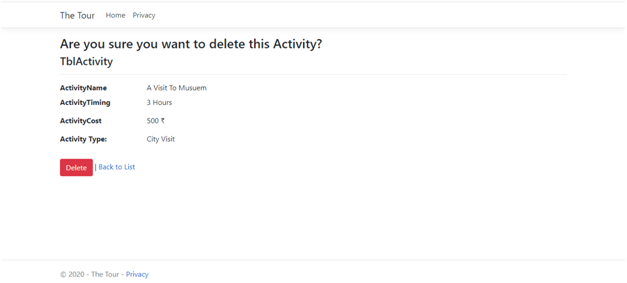 The Tour Home Privacy
Are you sure you want to delete this Activity?
TblActivity
ActivityName A Visit To Musuem
ActivityTiming 3 Hours
ActivityCost 500 ₹
Activity Type: City Visit
Delete | Back to List
© 2020 - The Tour - Privacy